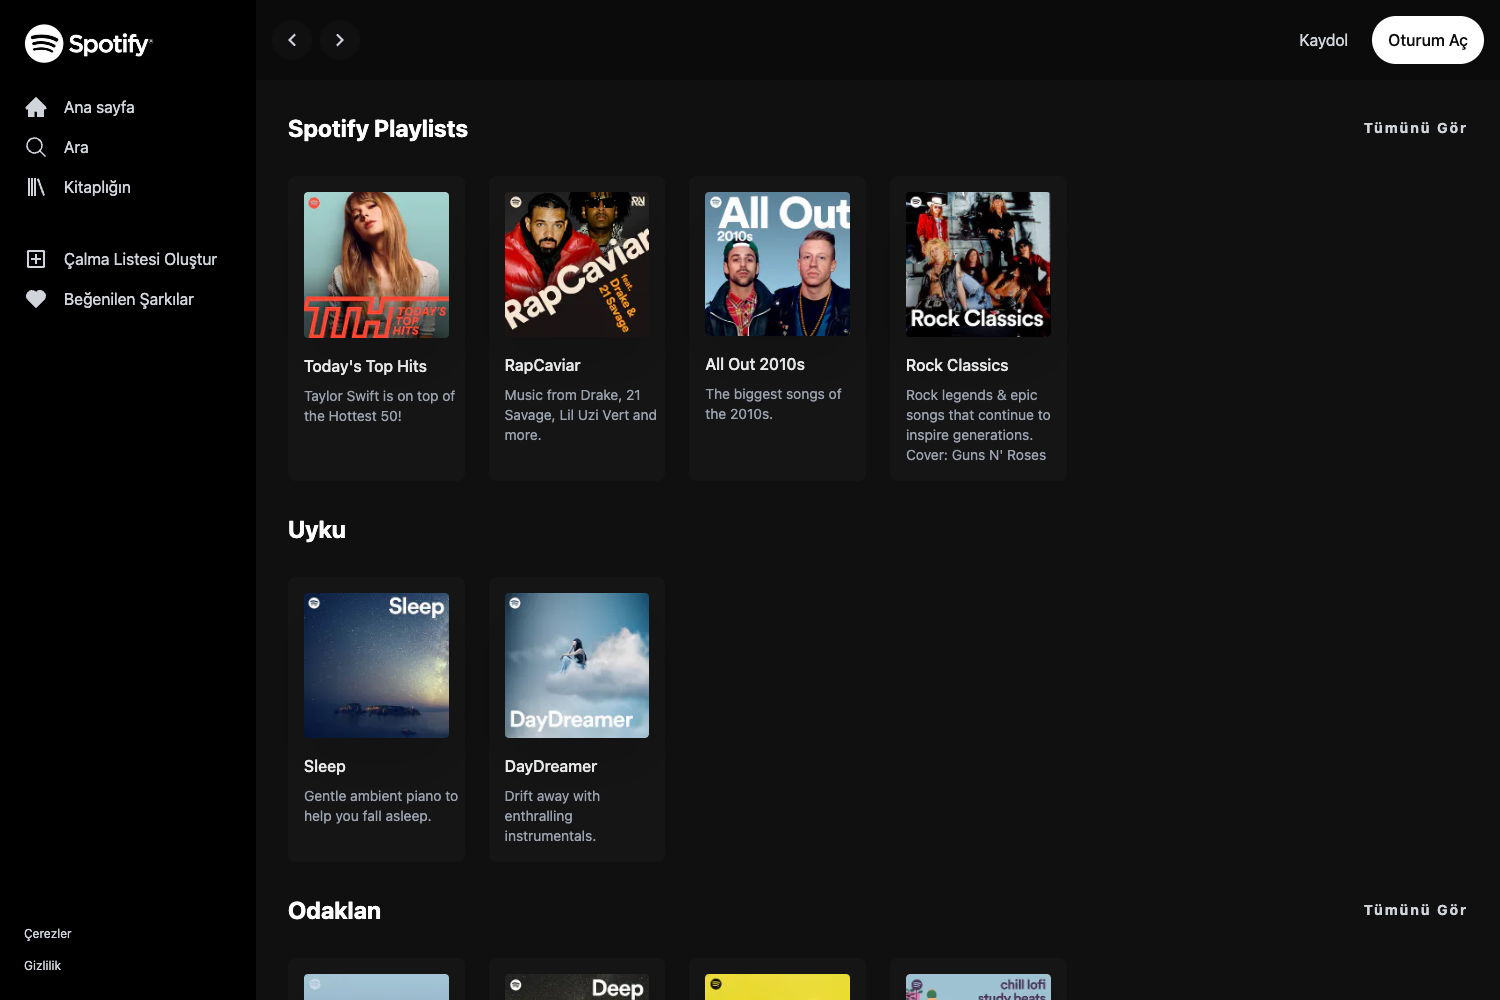 Spotify
Ana sayfa
Ara
Kitaplığın
Çalma Listesi Oluştur
Beğenilen Şarkılar
Çerezler
Gizlilik
Kaydol
Oturum Aç
Spotify Playlists
Tümünü Gör
TTH TODAY'S
TOP
HITS
Today's Top Hits
Taylor Swift is on top of
the Hottest 50!
RapCaviar
feat.
Drake &
21 Savage
RapCaviar
Music from Drake, 21
Savage, Lil Uzi Vert and
more.
All Out
2010s
All Out 2010s
The biggest songs of
the 2010s.
Rock Classics
Rock Classics
Rock legends & epic
songs that continue to
inspire generations.
Cover: Guns N' Roses
Uyku
Sleep
Sleep
Gentle ambient piano to
help you fall asleep.
DayDreamer
DayDreamer
Drift away with
enthralling
instrumentals.
Odaklan
Tümünü Gör
Deep
chill lofi
study beats